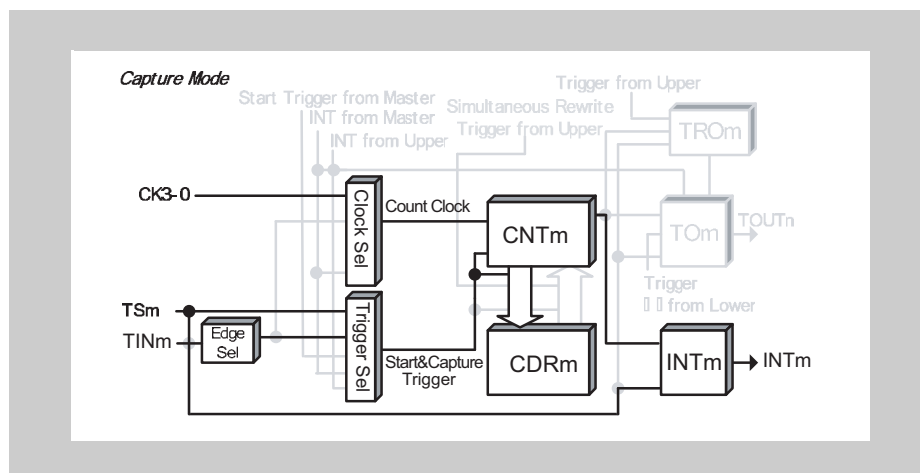 Capture Mode
Trigger from Upper
Start Trigger from Master
Simultaneous Rewrite
INT from Master
Trigger from Upper
INT from Upper
TROm
CK3-0
Clock Sel
Count Clock
CNTm
TOm
TOUTn
Trigger
from Lower
TSm
TINm
Edge
Sel
Trigger Sel
Start&Capture
Trigger
CDRm
INTm
INTm